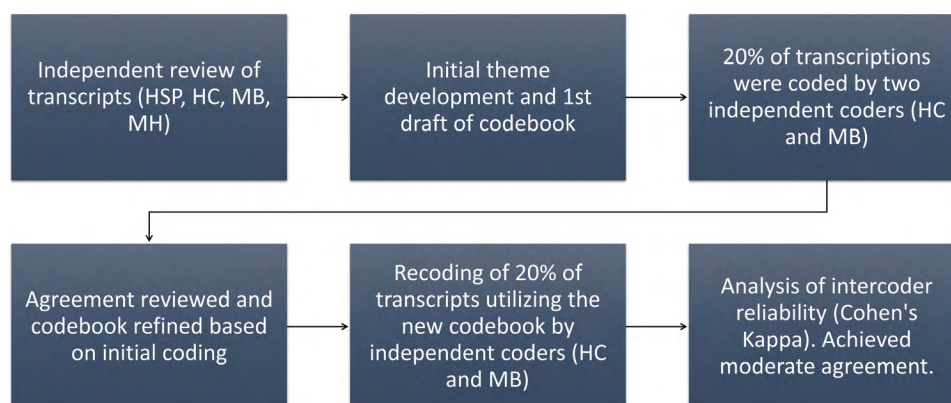 Independent review of
transcripts (HSP, HC, MB,
MH)
Initial theme
development and 1st
draft of codebook
20% of transcriptions
were coded by two
independent coders (HC
and MB)
Agreement reviewed and
codebook refined based
on initial coding
Recoding of 20% of
transcripts utilizing the
new codebook by
independent coders (HC
and MB)
Analysis of intercoder
reliability (Cohen's
Kappa). Achieved
moderate agreement.